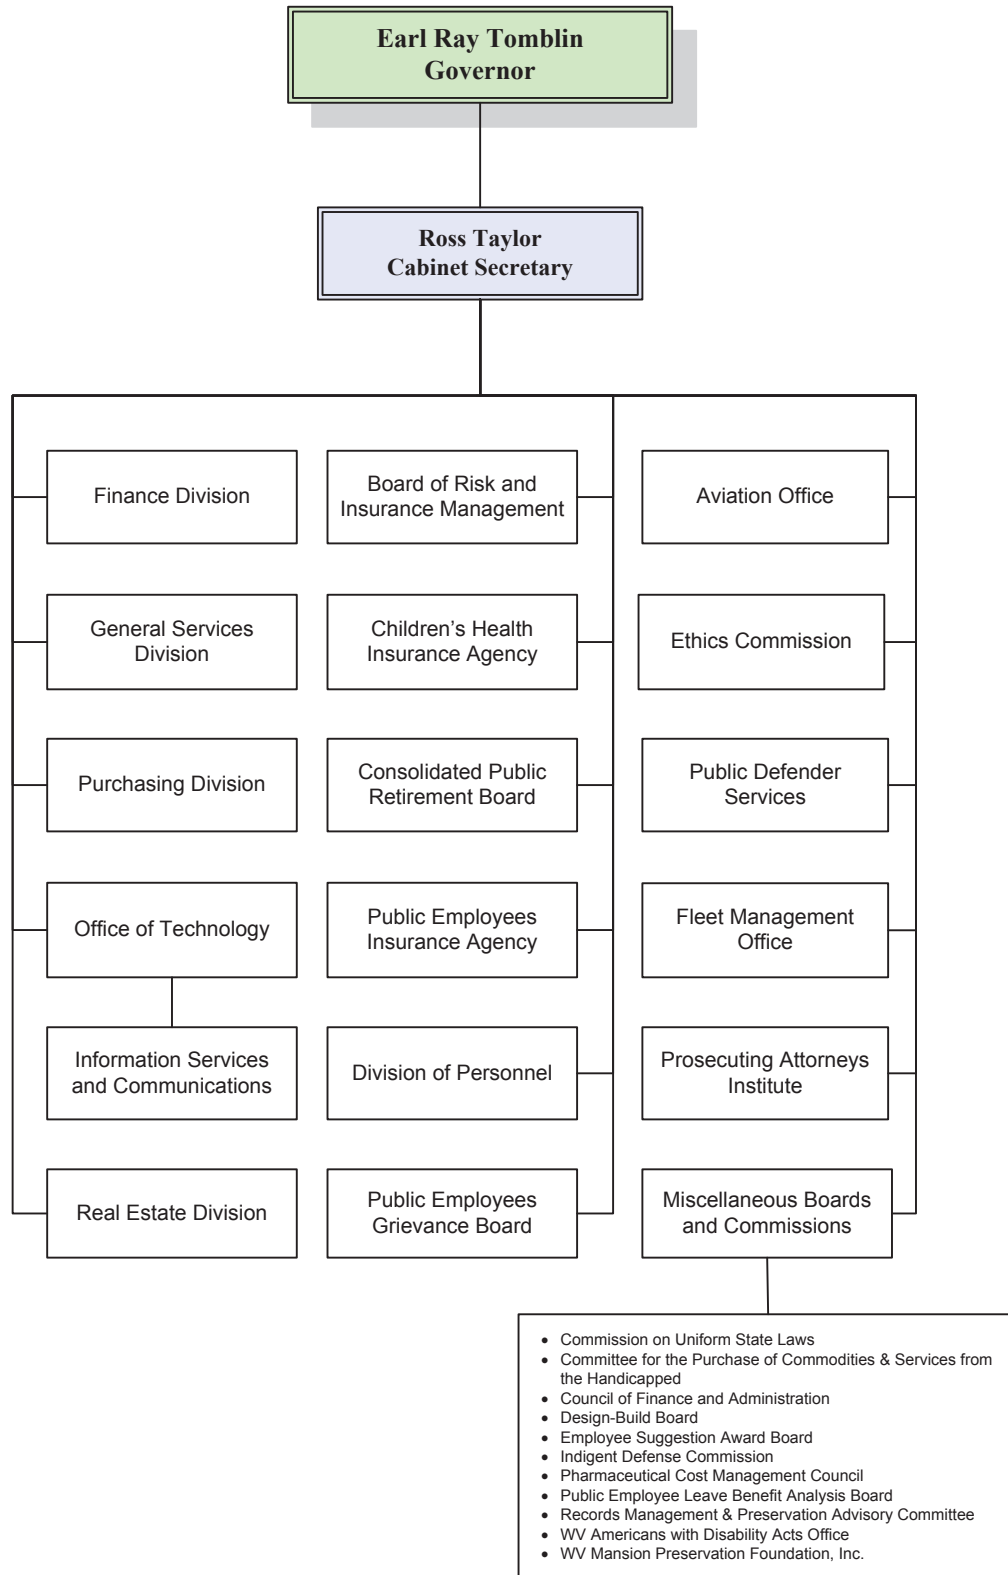 Earl Ray Tomblin
Governor
Ross Taylor
Cabinet Secretary
Finance Division
Board of Risk and
Insurance Management
Aviation Office
General Services
Division
Children's Health
Insurance Agency
Ethics Commission
Purchasing Division
Consolidated Public
Retirement Board
Public Defender
Services
Office of Technology
Public Employees
Insurance Agency
Fleet Management
Office
Information Services
and Communications
Division of Personnel
Prosecuting Attorneys
Institute
Real Estate Division
Public Employees
Grievance Board
Miscellaneous Boards
and Commissions
• Commission on Uniform State Laws
• Committee for the Purchase of Commodities & Services from
the Handicapped
• Council of Finance and Administration
• Design-Build Board
• Employee Suggestion Award Board
• Indigent Defense Commission
• Pharmaceutical Cost Management Council
• Public Employee Leave Benefit Analysis Board
• Records Management & Preservation Advisory Committee
• WV Americans with Disability Acts Office
• WV Mansion Preservation Foundation, Inc.